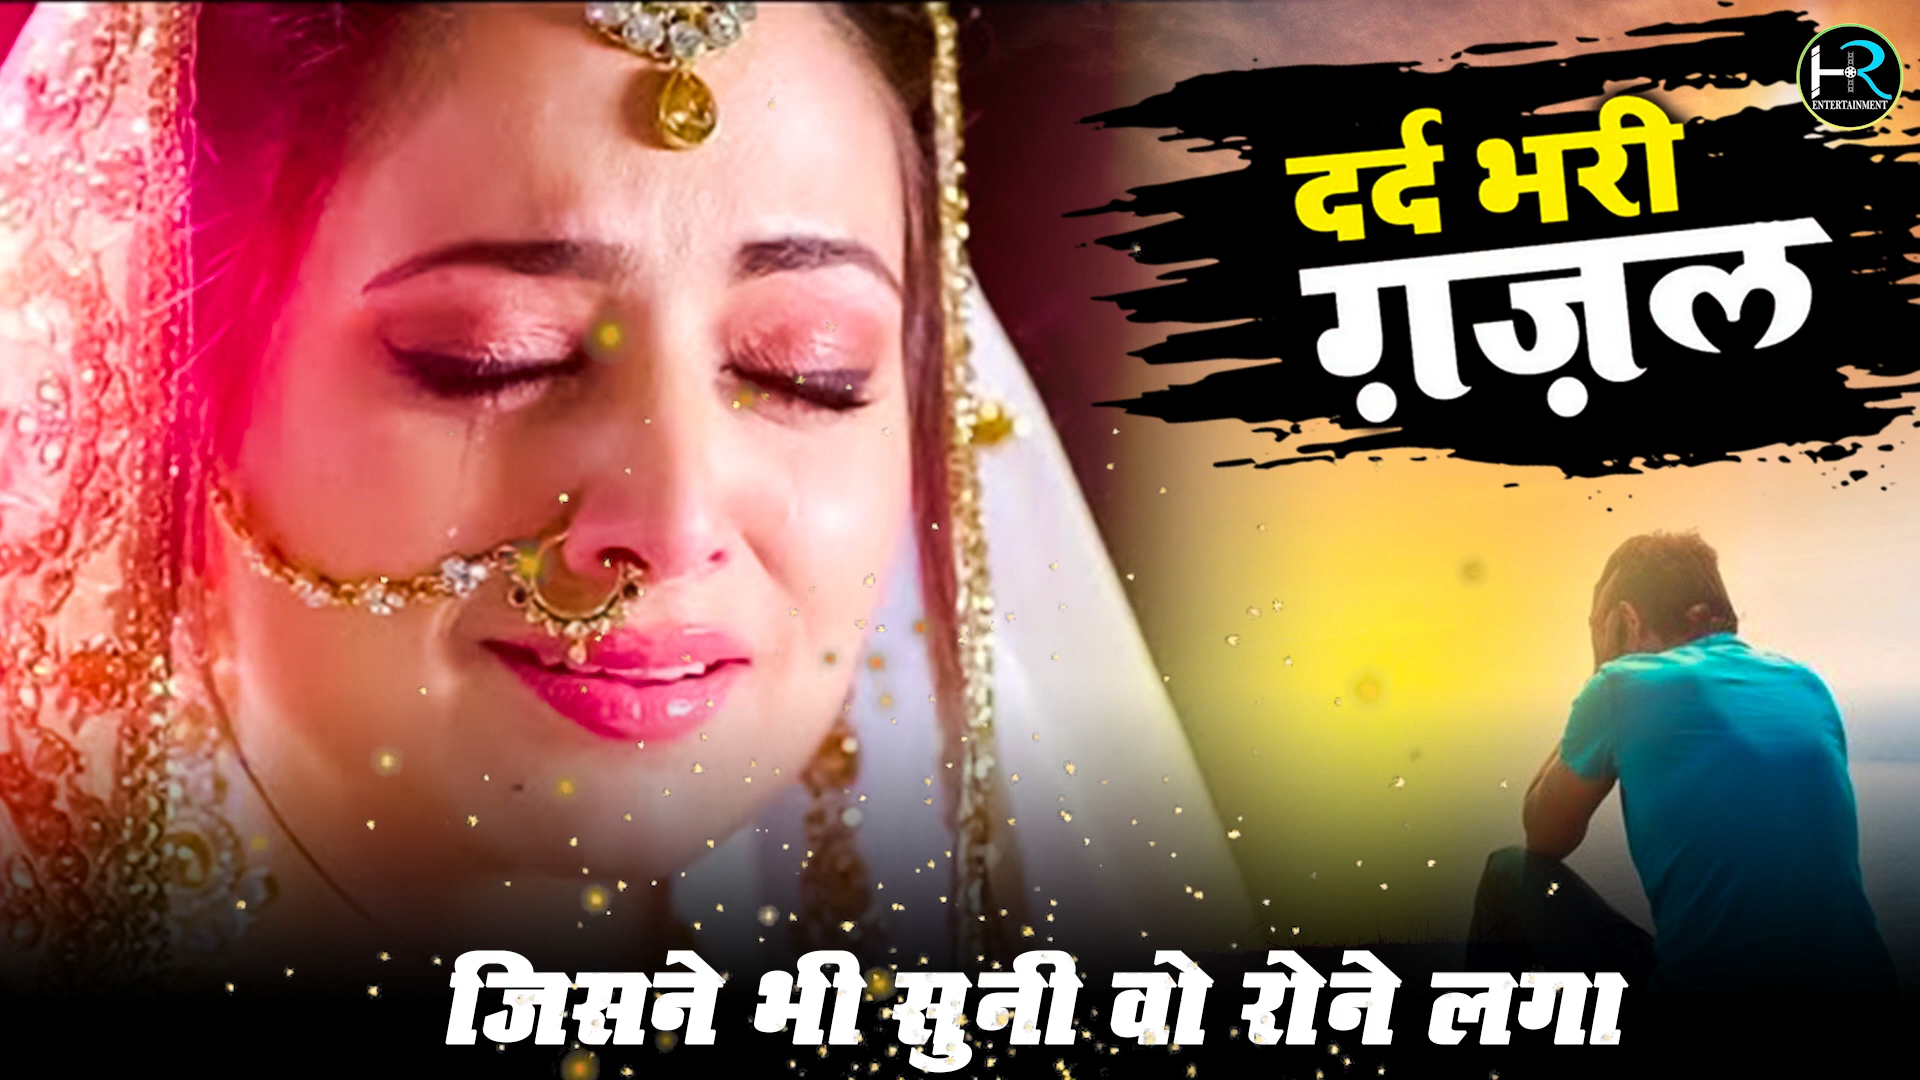 HR
ENTERTAINMENT
दर्द भरी
ग़ज़ल
जिसने भी सुनी वो रोने लगा